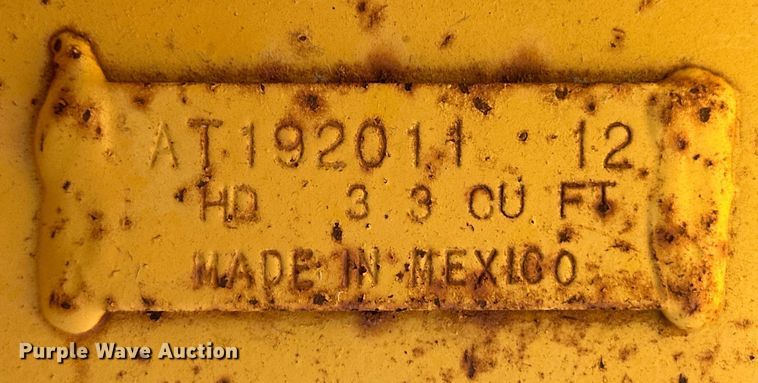 AT192011 12
HD 3 3 CU FT
MADE IN MEXICO
Purple Wave Auction